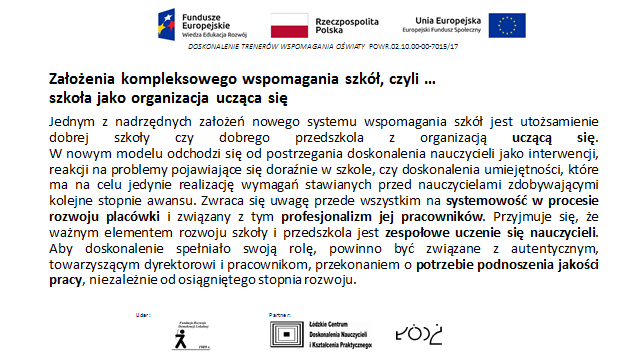 Fundusze
Europejskie
Wiedza Edukacja Rozwój
Rzeczpospolita
Polska
Unia Europejska
Europejski Fundusz Społeczny
DOSKONALENIE TRENERÓW WSPOMAGANIA OŚWIATY POWR.02.10.00-00-7015/17
Założenia kompleksowego wspomagania szkół, czyli …
szkoła jako organizacja ucząca się
Jednym z nadrzędnych założeń nowego systemu wspomagania szkół jest utożsamienie
dobrej szkoły czy dobrego przedszkola z organizacją uczącą się.
W nowym modelu odchodzi się od postrzegania doskonalenia nauczycieli jako interwencji,
reakcji na problemy pojawiające się doraźnie w szkole, czy doskonalenia umiejętności, które
ma na celu jedynie realizację wymagań stawianych przed nauczycielami zdobywającymi
kolejne stopnie awansu. Zwraca się uwagę przede wszystkim na systemowość w procesie
rozwoju placówki i związany z tym profesjonalizm jej pracowników. Przyjmuje się, że
ważnym elementem rozwoju szkoły i przedszkola jest zespołowe uczenie się nauczycieli.
Aby doskonalenie spełniało swoją rolę, powinno być związane z autentycznym,
towarzyszącym dyrektorowi i pracownikom, przekonaniem o potrzebie podnoszenia jakości
pracy, niezależnie od osiągniętego stopnia rozwoju.
Lider:
Partner:
Fundacja Rozwoju
Demokracji Lokalnej
Łódzkie Centrum
Doskonalenia Nauczycieli
i Kształcenia Praktycznego